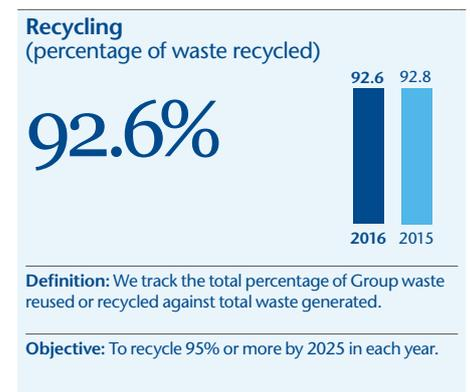 Recycling
(percentage of waste recycled)
92.6%
92.6 92.8
2016 2015
Definition: We track the total percentage of Group waste
reused or recycled against total waste generated.
Objective: To recycle 95% or more by 2025 in each year.